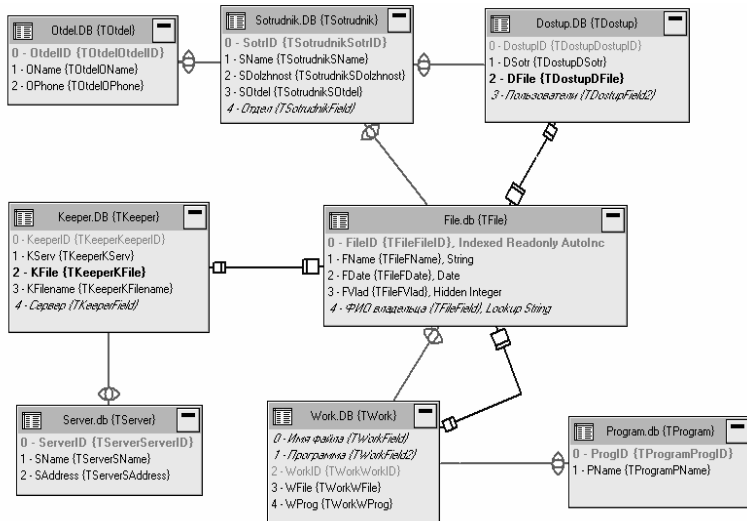 Otdel.DB {TOtdel}
0 - OtdelID {TOtdelOtdelID}
1 - OName {TOtdelOName}
2 - OPhone {TOtdelOPhone}
Sotrudnik.DB {TSotrudnik}
0 - SotrID {TSotrudnikSotrID}
1 - SName {TSotrudnikSName}
2 - SDolzhnost {TSotrudnikSDolzhnost}
3 - SOtdel {TSotrudnikSOtdel}
4 - Отдел {TSotrudnikField}
Dostup.DB {TDostup}
0 - DostupID {TDostupDostupID}
1 - DSotr {TDostupDSotr}
2 - DFile {TDostupDFile}
3 - Пользователи {TDostupField2}
Keeper.DB {TKeeper}
0 - KeeperID {TKeeperKeeperID}
1 - KServ {TKeeperKServ}
2 - KFile {TKeeperKFile}
3 - KFilename {TKeeperKFilename}
4 - Сервер {TKeeperField}
File.db {TFile}
0 - FileID {TFileFileID}, Indexed Readonly AutoInc
1 - FName {TFileFName}, String
2 - FDate {TFileFDate}, Date
3 - FVlad {TFileFVlad}, Hidden Integer
4 - ФИО владельца {TFileField}, Lookup String
Server.db {TServer}
0 - ServerID {TServerServerID}
1 - SName {TServerSName}
2 - SAddress {TServerSAddress}
Work.DB {TWork}
0 - Имя файла {TWorkField}
1 - Программа {TWorkField2}
2 - WorkID {TWorkWorkID}
3 - WFile {TWorkWFile}
4 - WProg {TWorkWProg}
Program.db {TProgram}
0 - ProgID {TProgramProgID}
1 - PName {TProgramPName}